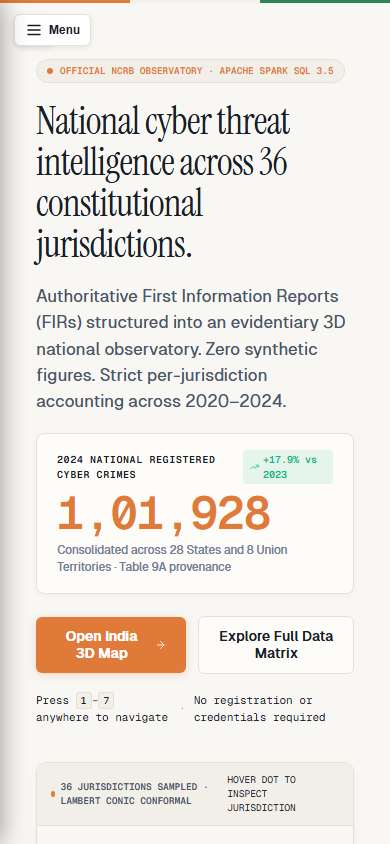 Menu
OFFICIAL NCRB OBSERVATORY · APACHE SPARK SQL 3.5
National cyber threat
intelligence across 36
constitutional
jurisdictions.
Authoritative First Information Reports
(FIRs) structured into an evidentiary 3D
national observatory. Zero synthetic
figures. Strict per-jurisdiction
accounting across 2020–2024.
2024 NATIONAL REGISTERED
CYBER CRIMES
+17.9% vs
2023
1,01,928
Consolidated across 28 States and 8 Union
Territories · Table 9A provenance
Open India
3D Map →
Explore Full Data
Matrix
Press 1–7
anywhere to navigate
·
No registration or
credentials required
36 JURISDICTIONS SAMPLED ·
LAMBERT CONIC CONFORMAL
HOVER DOT TO
INSPECT
JURISDICTION